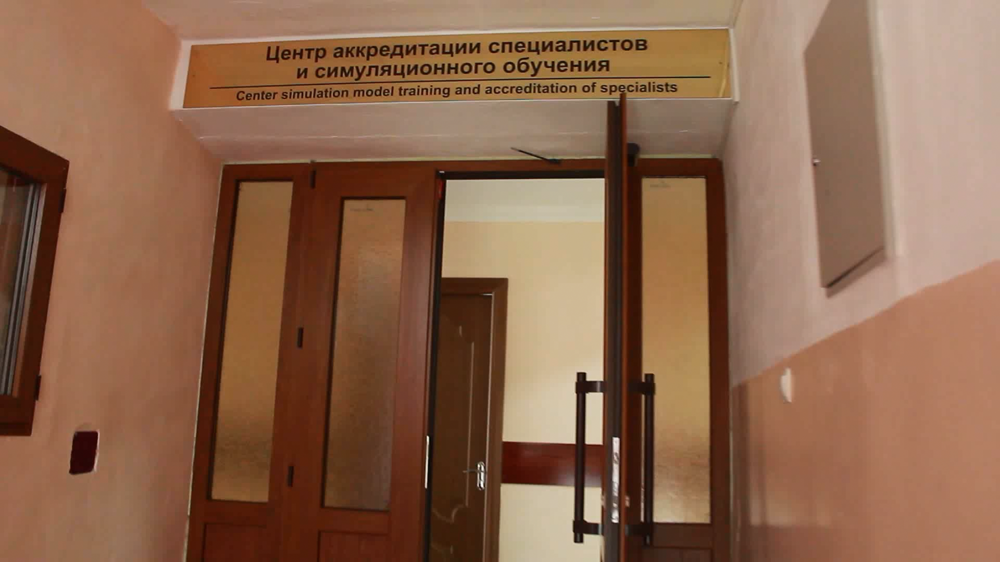 Центр аккредитации специалистов
и симуляционного обучения
Center simulation model training and accreditation of specialists